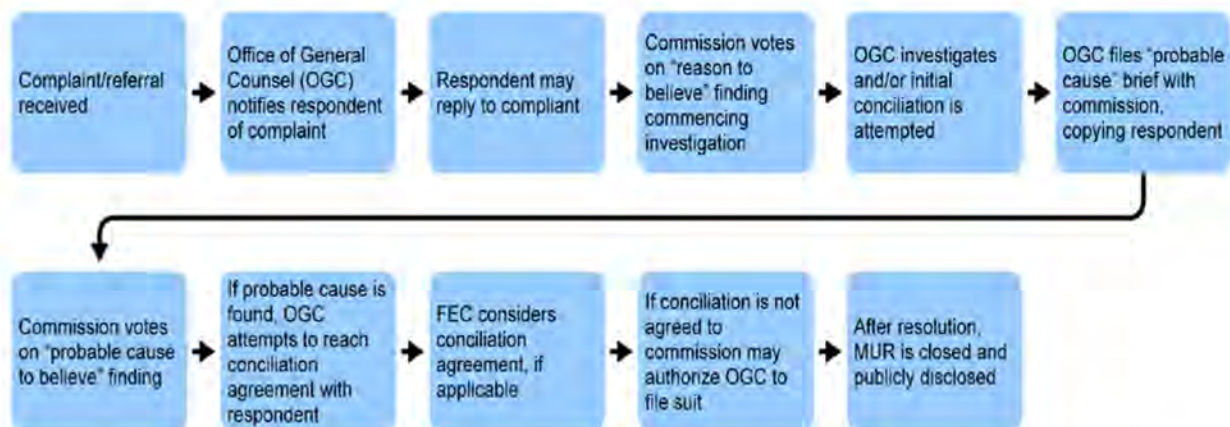 Complaint/referral
received
Office of General
Counsel (OGC)
notifies respondent
of complaint
Respondent may
reply to compliant
Commission votes
on “reason to
believe” finding
commencing
investigation
OGC investigates
and/or initial
conciliation is
attempted
OGC files “probable
cause” brief with
commission,
copying respondent
Commission votes
on “probable cause
to believe” finding
If probable cause is
found, OGC
attempts to reach
conciliation
agreement with
respondent
FEC considers
conciliation
agreement, if
applicable
If conciliation is not
agreed to
commission may
authorize OGC to
file suit
After resolution,
MUR is closed and
publicly disclosed